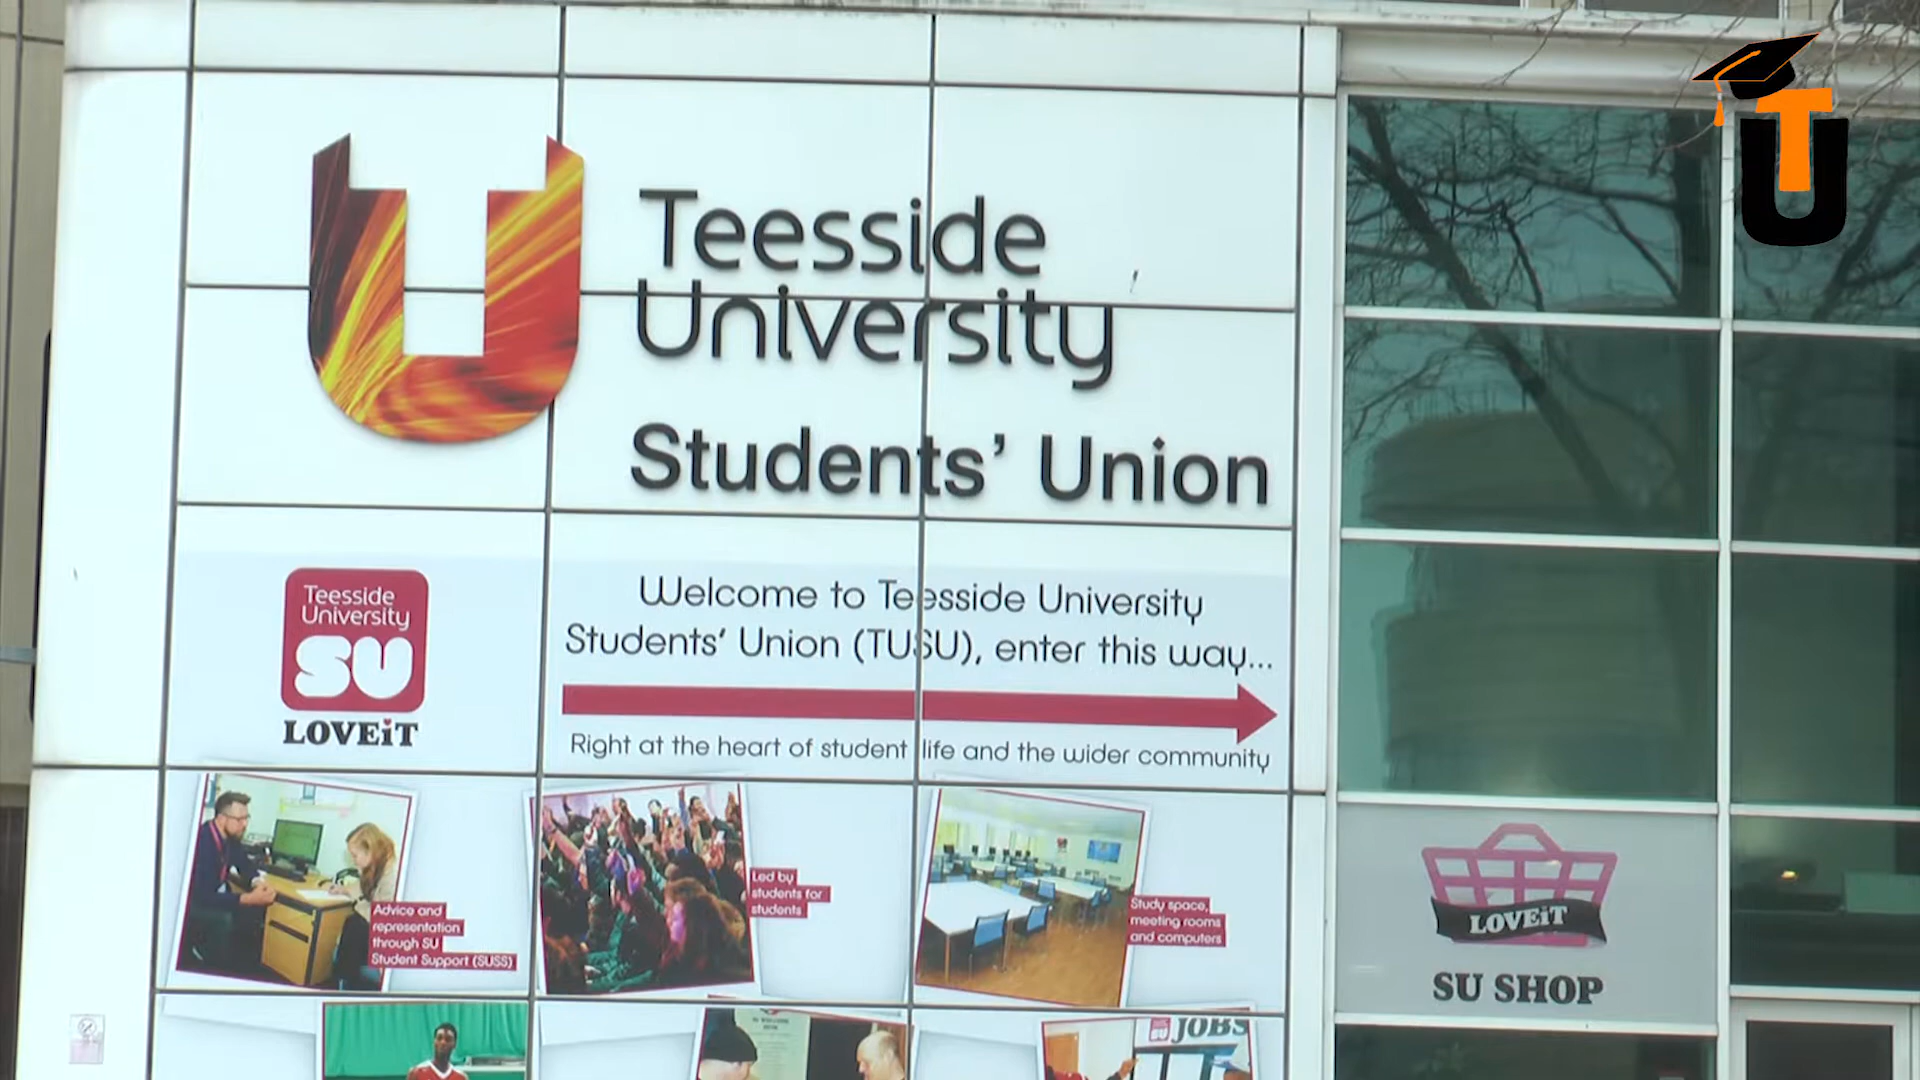 TU
Teesside
University
Students' Union
Teesside
University
SU
LOVEiT
Welcome to Teesside University
Students' Union (TUSU), enter this way...
Right at the heart of student life and the wider community
Advice and
representation
through SU
Student Support (SUSS)
Led by
students for
students
Study space,
meeting rooms
and computers
LOVEiT
SU SHOP
SU JOBS